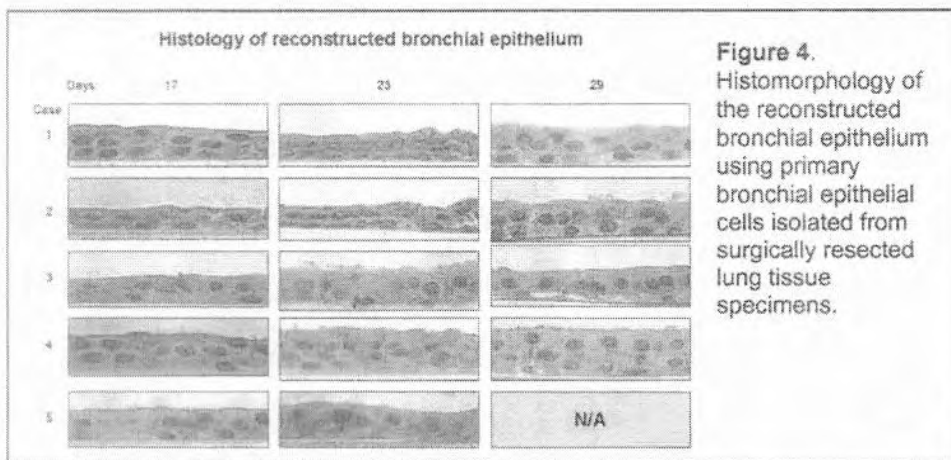 Histology of reconstructed bronchial epithelium
Days 17 23 29
Case
1
2
3
4
5
N/A
Figure 4.
Histomorphology of
the reconstructed
bronchial epithelium
using primary
bronchial epithelial
cells isolated from
surgically resected
lung tissue
specimens.